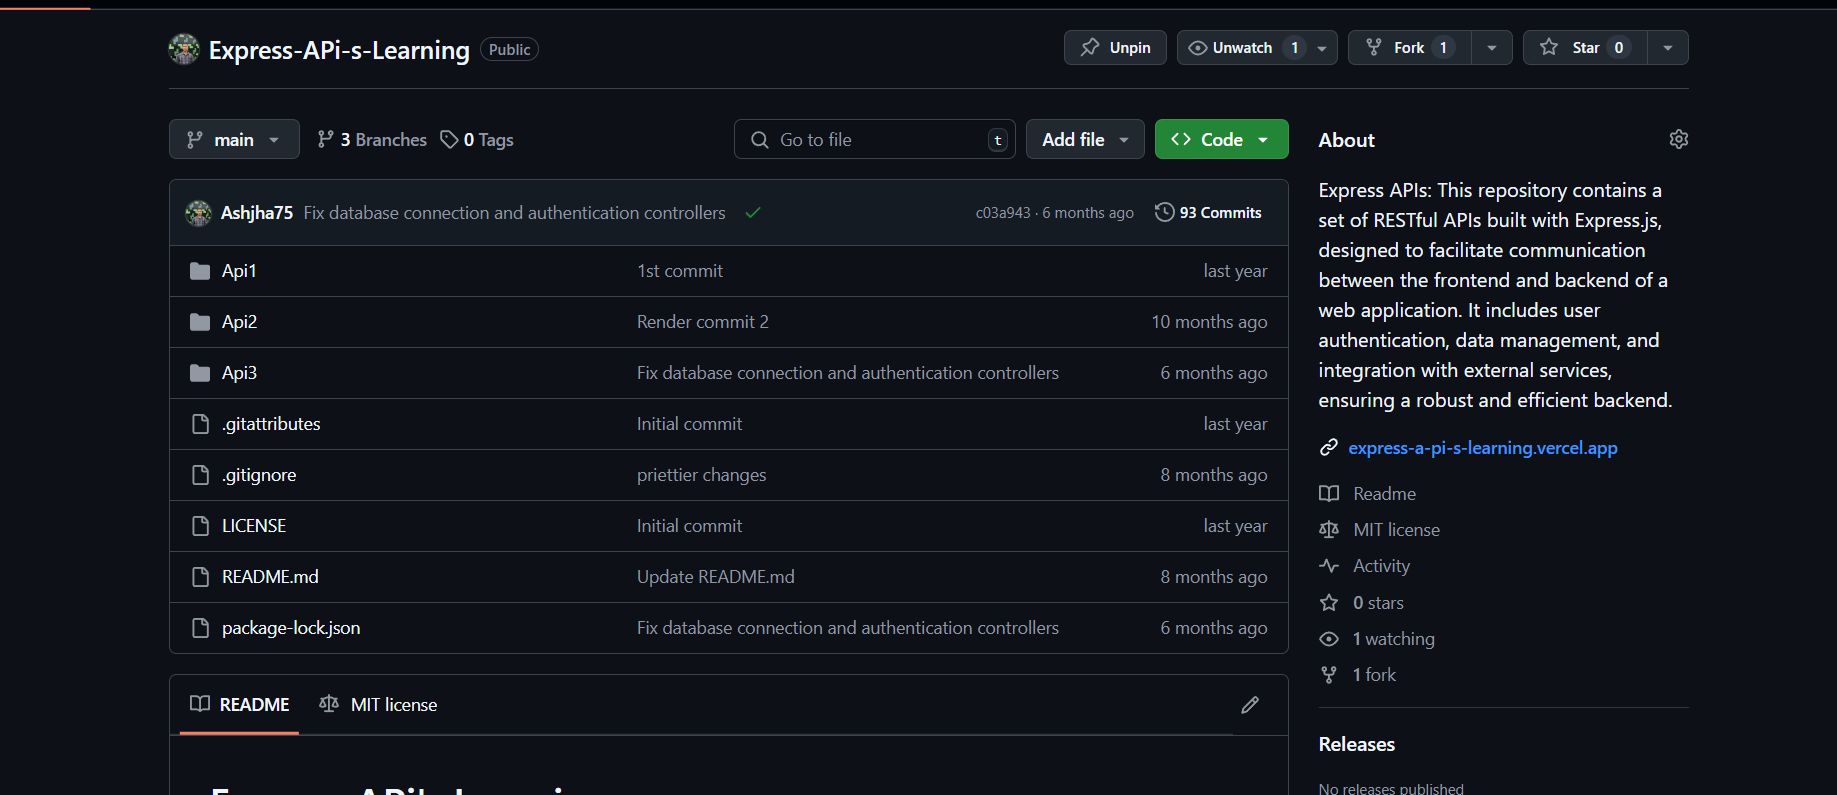 Express-APi-s-Learning Public Unpin Unwatch 1 Fork 1 Star 0
main 3 Branches 0 Tags Go to file t Add file Code
Ashjha75 Fix database connection and authentication controllers c03a943 · 6 months ago 93 Commits
Api1 1st commit last year
Api2 Render commit 2 10 months ago
Api3 Fix database connection and authentication controllers 6 months ago
.gitattributes Initial commit last year
.gitignore priettier changes 8 months ago
LICENSE Initial commit last year
README.md Update README.md 8 months ago
package-lock.json Fix database connection and authentication controllers 6 months ago
README MIT license
About
Express APIs: This repository contains a
set of RESTful APIs built with Express.js,
designed to facilitate communication
between the frontend and backend of a
web application. It includes user
authentication, data management, and
integration with external services,
ensuring a robust and efficient backend.
express-a-pi-s-learning.vercel.app
Readme
MIT license
Activity
0 stars
1 watching
1 fork
Releases
No releases published